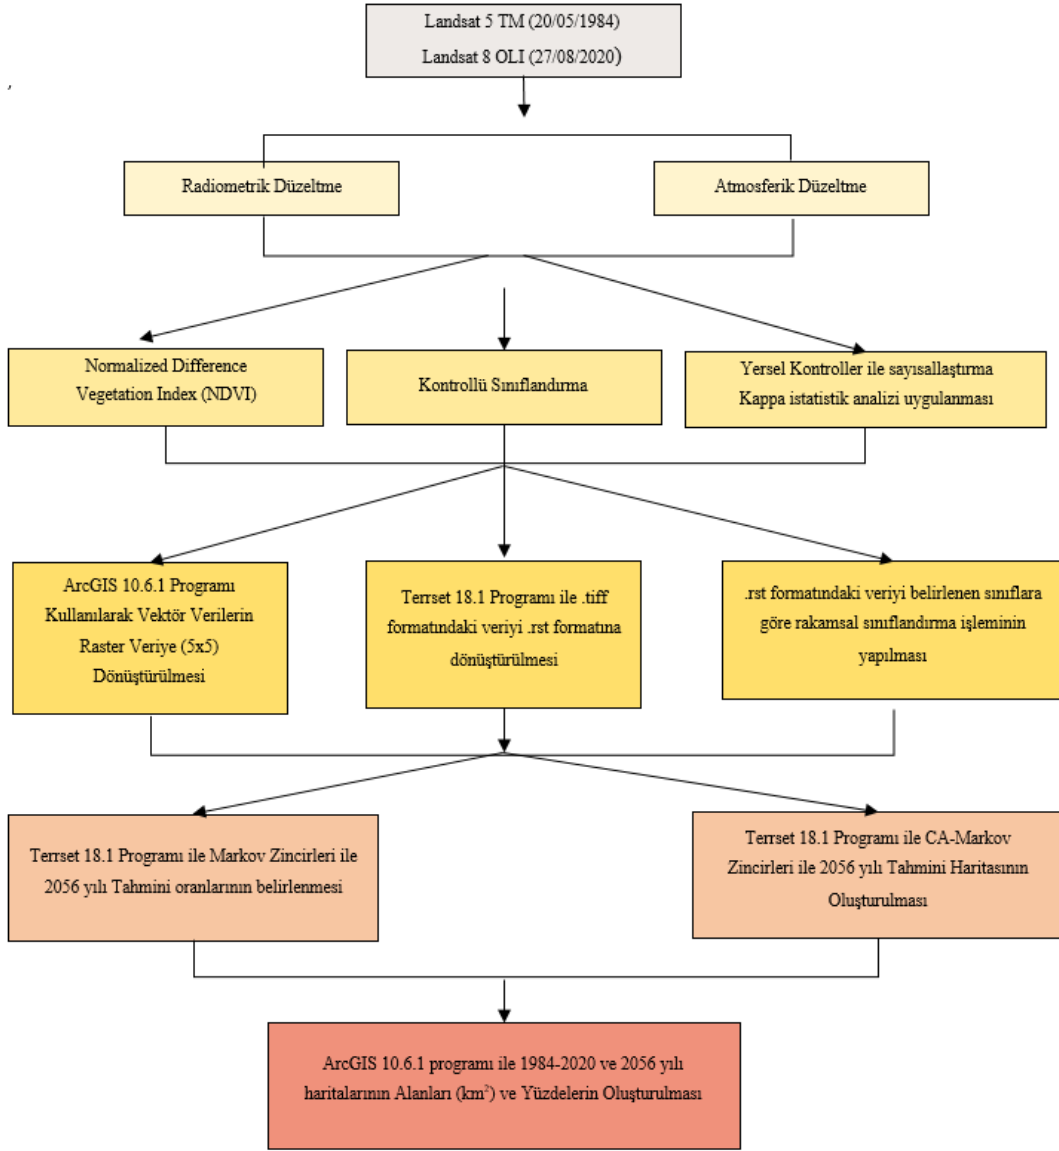 Landsat 5 TM (20/05/1984)
Landsat 8 OLI (27/08/2020)
,
Radiometrik Düzeltme
Atmosferik Düzeltme
Normalized Difference
Vegetation Index (NDVI)
Kontrollü Sınıflandırma
Yersel Kontroller ile sayısallaştırma
Kappa istatistik analizi uygulanması
ArcGIS 10.6.1 Programı
Kullanılarak Vektör Verilerin
Raster Veriye (5x5)
Dönüştürülmesi
Terrset 18.1 Programı ile .tiff
formatındaki veriyi .rst formatına
dönüştürülmesi
.rst formatındaki veriyi belirlenen sınıflara
göre rakamsal sınıflandırma işleminin
yapılması
Terrset 18.1 Programı ile Markov Zincirleri ile
2056 yılı Tahmini oranlarının belirlenmesi
Terrset 18.1 Programı ile CA-Markov
Zincirleri ile 2056 yılı Tahmini Haritasının
Oluşturulması
ArcGIS 10.6.1 programı ile 1984-2020 ve 2056 yılı
haritalarının Alanları (km²) ve Yüzdelerin Oluşturulması